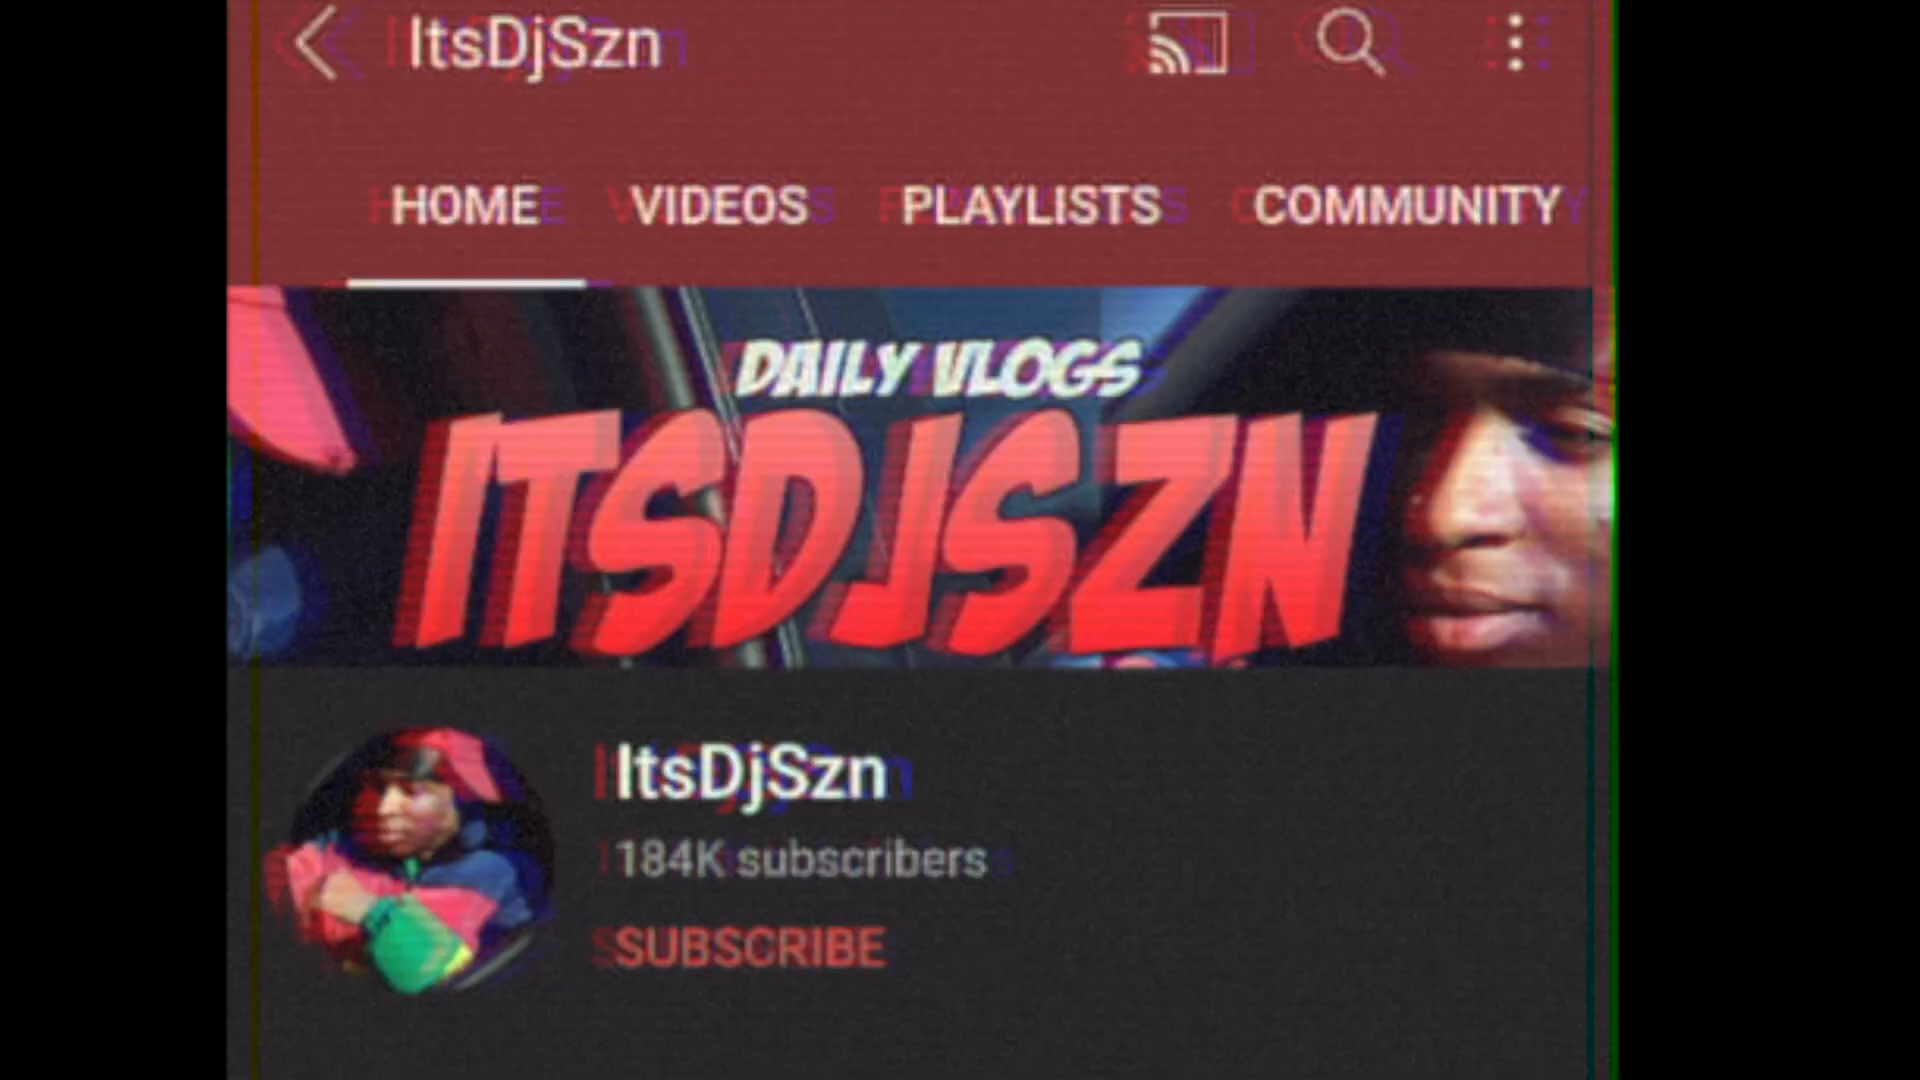 ItsDjSzn
HOME VIDEOS PLAYLISTS COMMUNITY
DAILY VLOGS
ITSDJSZN
ItsDjSzn
184K subscribers
SUBSCRIBE